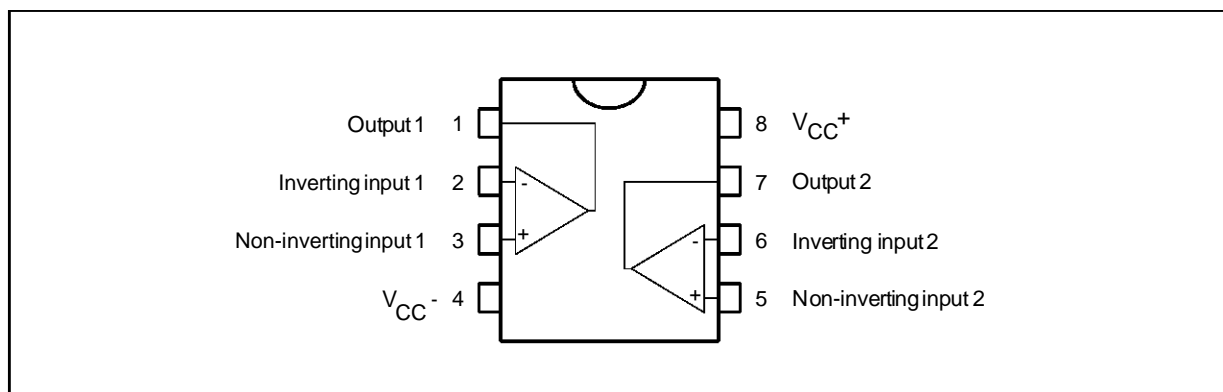 Output 1 1
Inverting input 1 2
Non-inverting input 1 3
VCC- 4
-
+
8 VCC+
7 Output 2
6 Inverting input 2
5 Non-inverting input 2
-
+